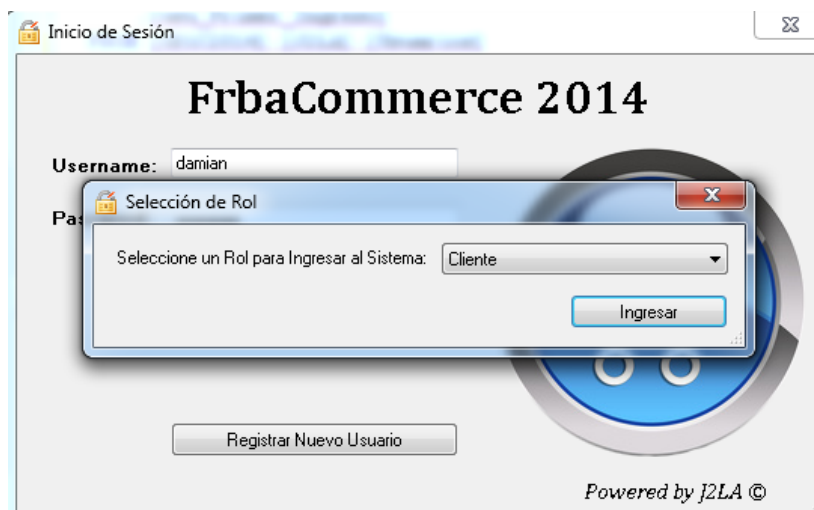 Inicio de Sesión
FrbaCommerce 2014
Username: damian
Selección de Rol
Seleccione un Rol para Ingresar al Sistema: Cliente
Ingresar
Registrar Nuevo Usuario
Powered by J2LA ©